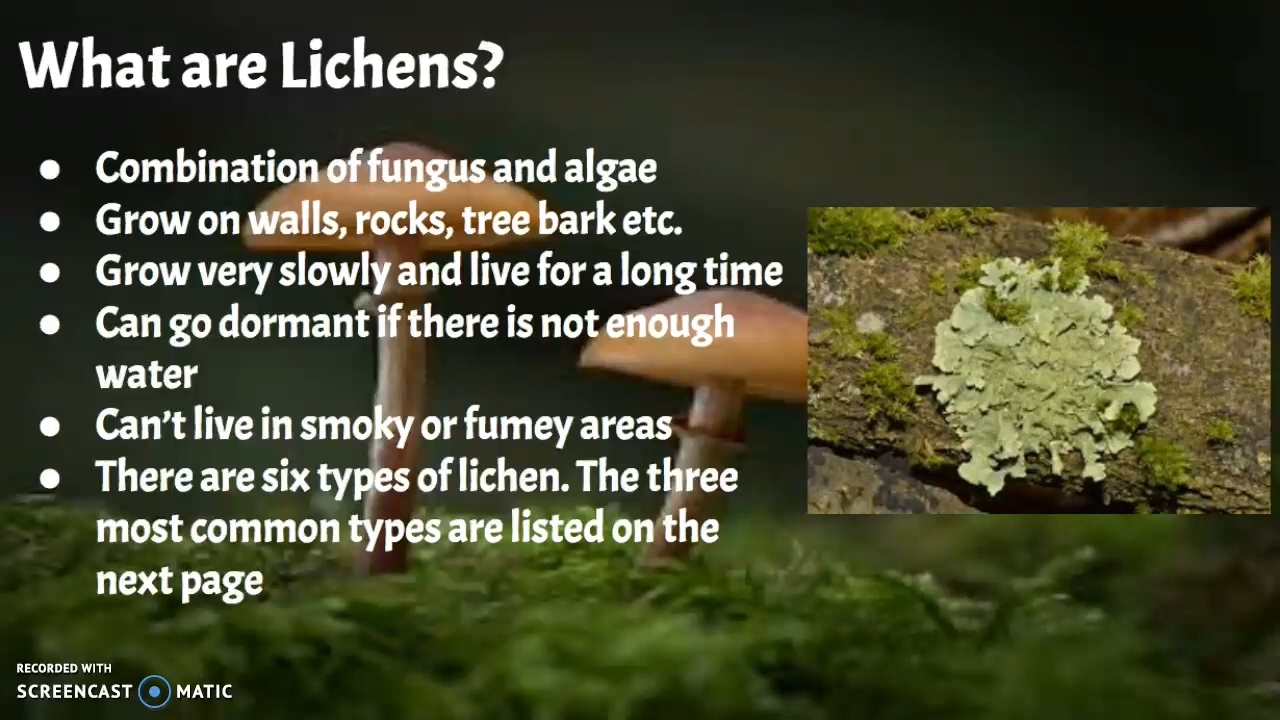 What are Lichens?
● Combination of fungus and algae
● Grow on walls, rocks, tree bark etc.
● Grow very slowly and live for a long time
● Can go dormant if there is not enough
water
● Can't live in smoky or fumey areas
● There are six types of lichen. The three
most common types are listed on the
next page
RECORDED WITH
SCREENCAST MATIC